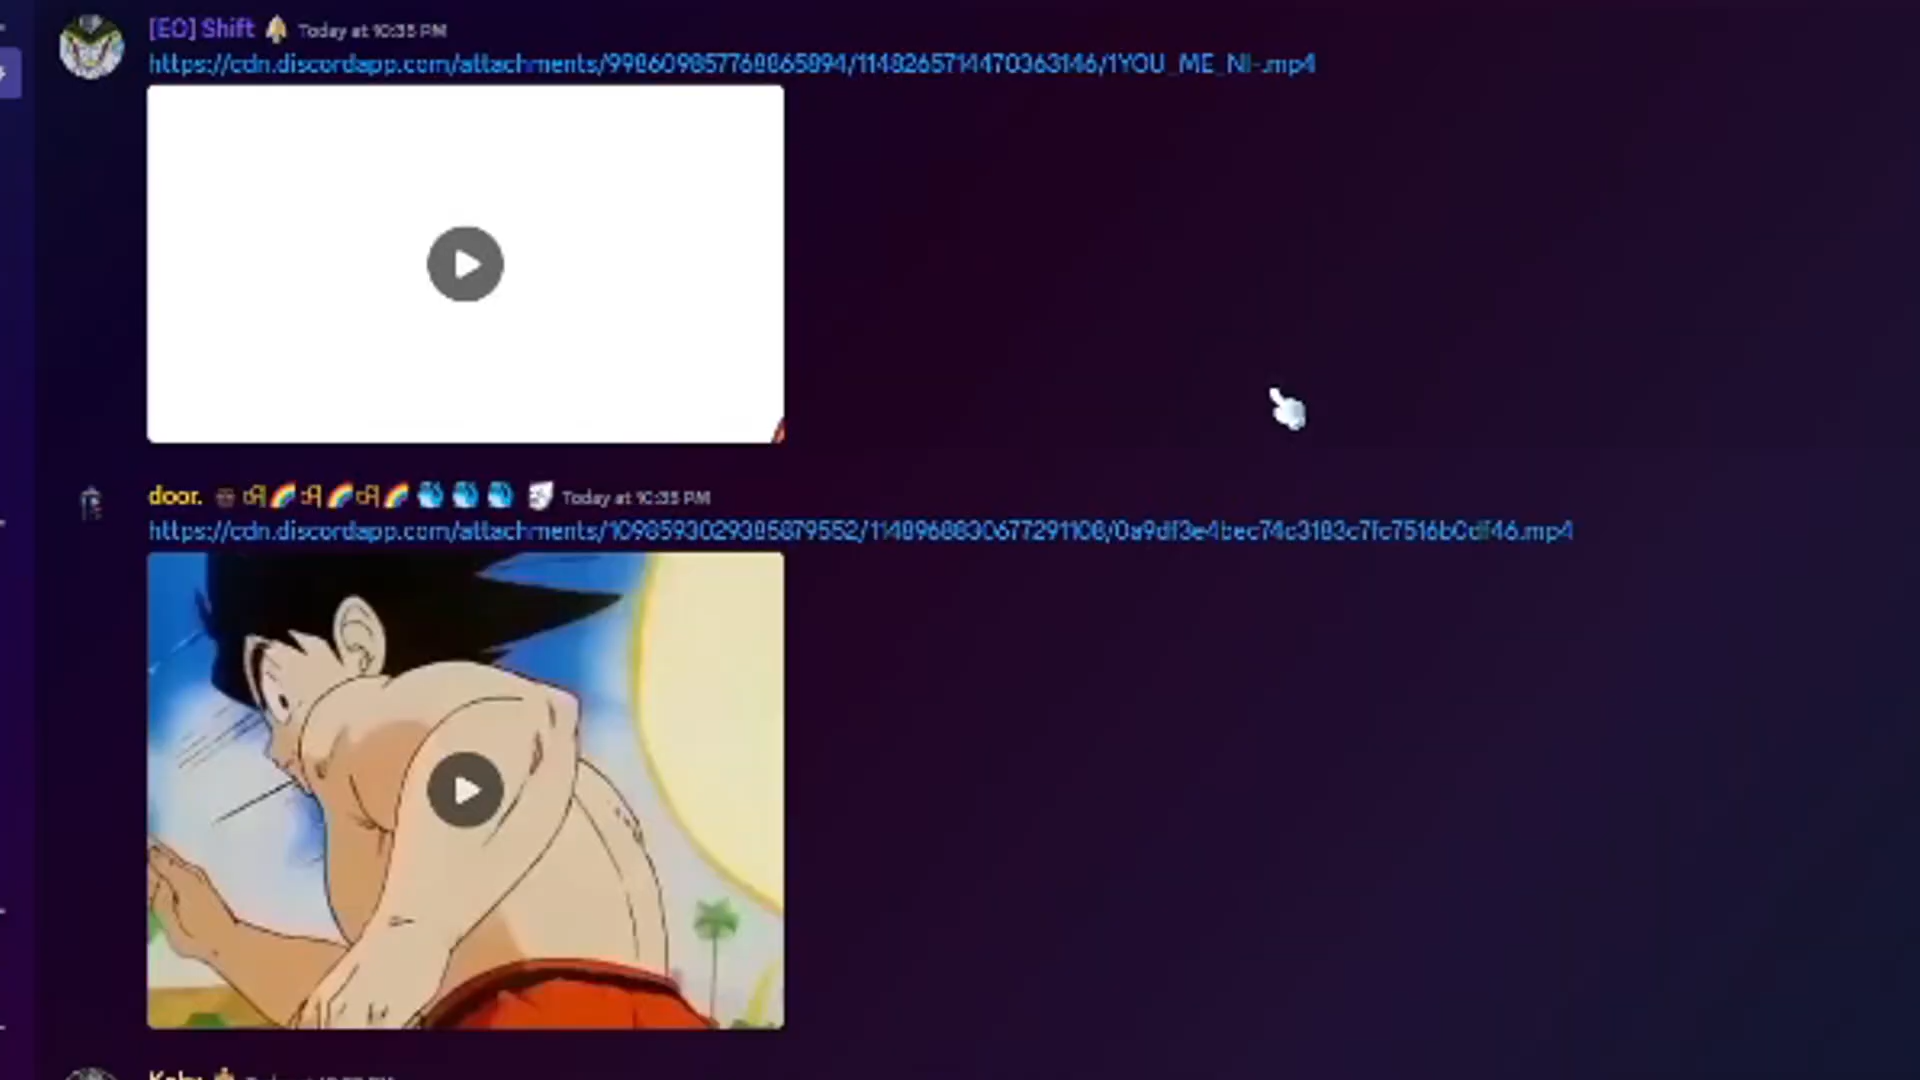 [EO] Shift Today at 10:35 PM
https://cdn.discordapp.com/attachments/998609857768865894/1148265714470363146/1YOU_ME_NI-.mp4
door. Today at 10:35 PM
https://cdn.discordapp.com/attachments/1098593029385879552/1148968830677291108/0a9df3e4bec74c3183c7fc7516b0df46.mp4